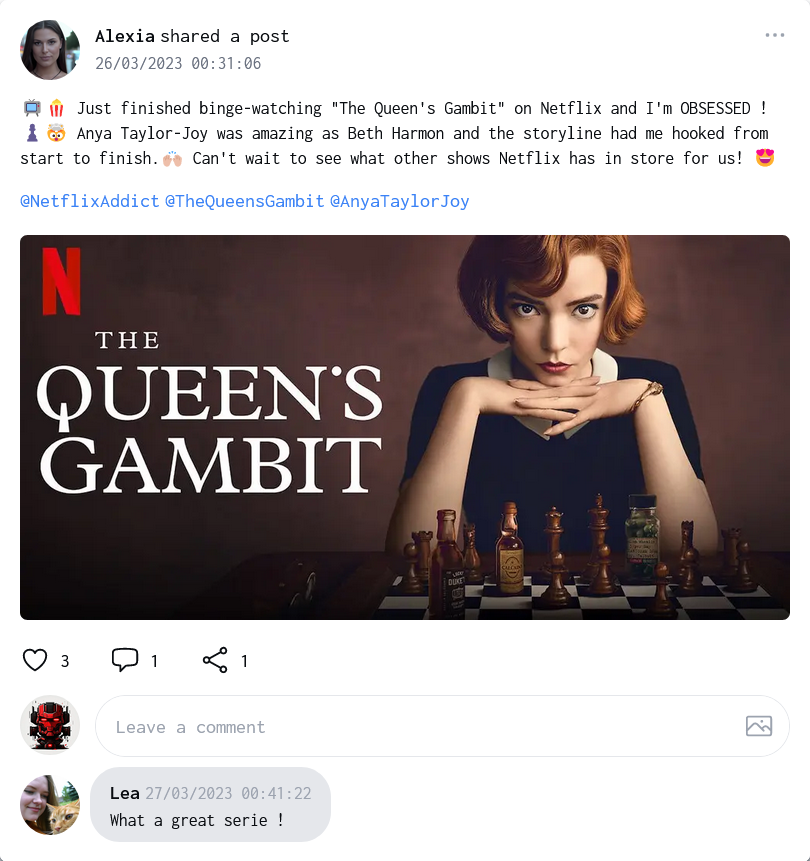 Alexia shared a post
26/03/2023 00:31:06
📺🍿 Just finished binge-watching "The Queen's Gambit" on Netflix and I'm OBSESSED !
♟️🤯 Anya Taylor-Joy was amazing as Beth Harmon and the storyline had me hooked from
start to finish.🙌🏻 Can't wait to see what other shows Netflix has in store for us! 😍
@NetflixAddict @TheQueensGambit @AnyaTaylorJoy
N
THE
QUEEN'S
GAMBIT
3 1 1
Leave a comment
Lea 27/03/2023 00:41:22
What a great serie !